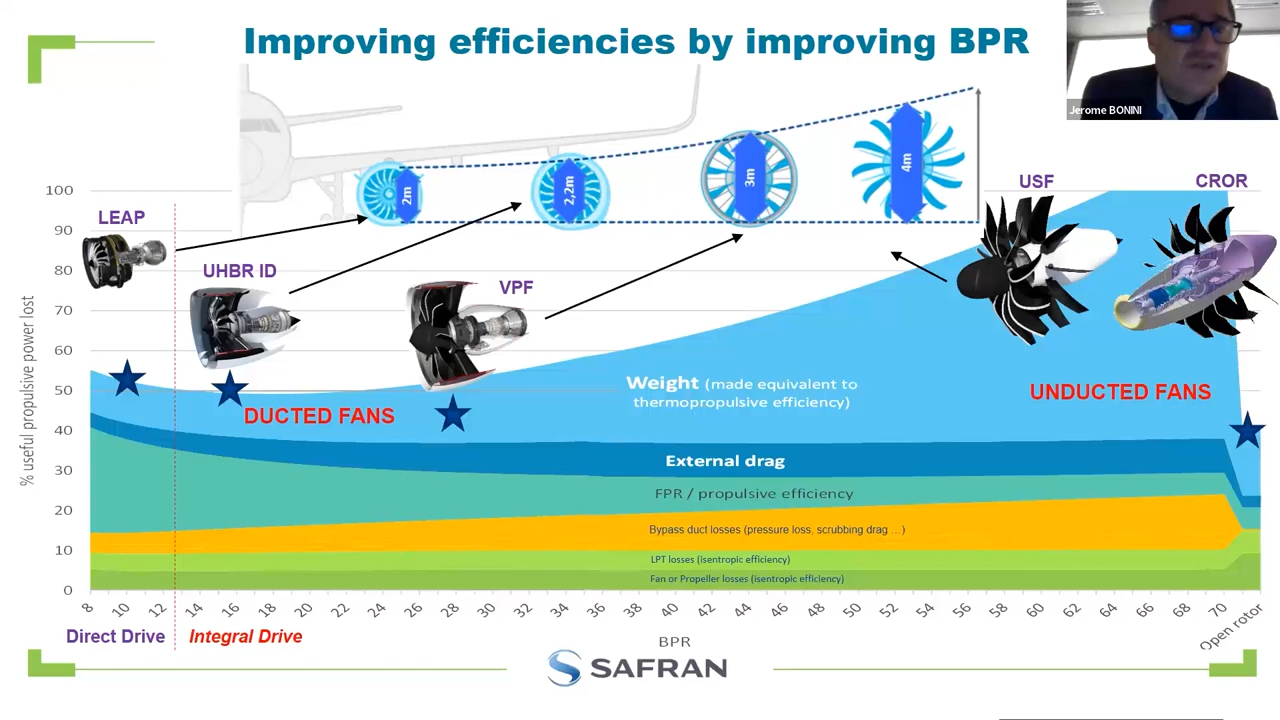 Improving efficiencies by improving BPR
Jerome BONINI
2m
2,2m
3m
4m
USF
CROR
LEAP
UHBR ID
VPF
% useful propulsive power lost
100
90
80
70
60
50
40
30
20
10
0
DUCTED FANS
UNDUCTED FANS
Weight (made equivalent to
thermopropulsive efficiency)
External drag
FPR / propulsive efficiency
Bypass duct losses (pressure loss, scrubbing drag ...)
LPT losses (isentropic efficiency)
Fan or Propeller losses (isentropic efficiency)
8 10 12 14 16 18 20 22 24 26 28 30 32 34 36 38 40 42 44 46 48 50 52 54 56 58 60 62 64 66 68 70 Open rotor
Direct Drive
Integral Drive
BPR
SAFRAN